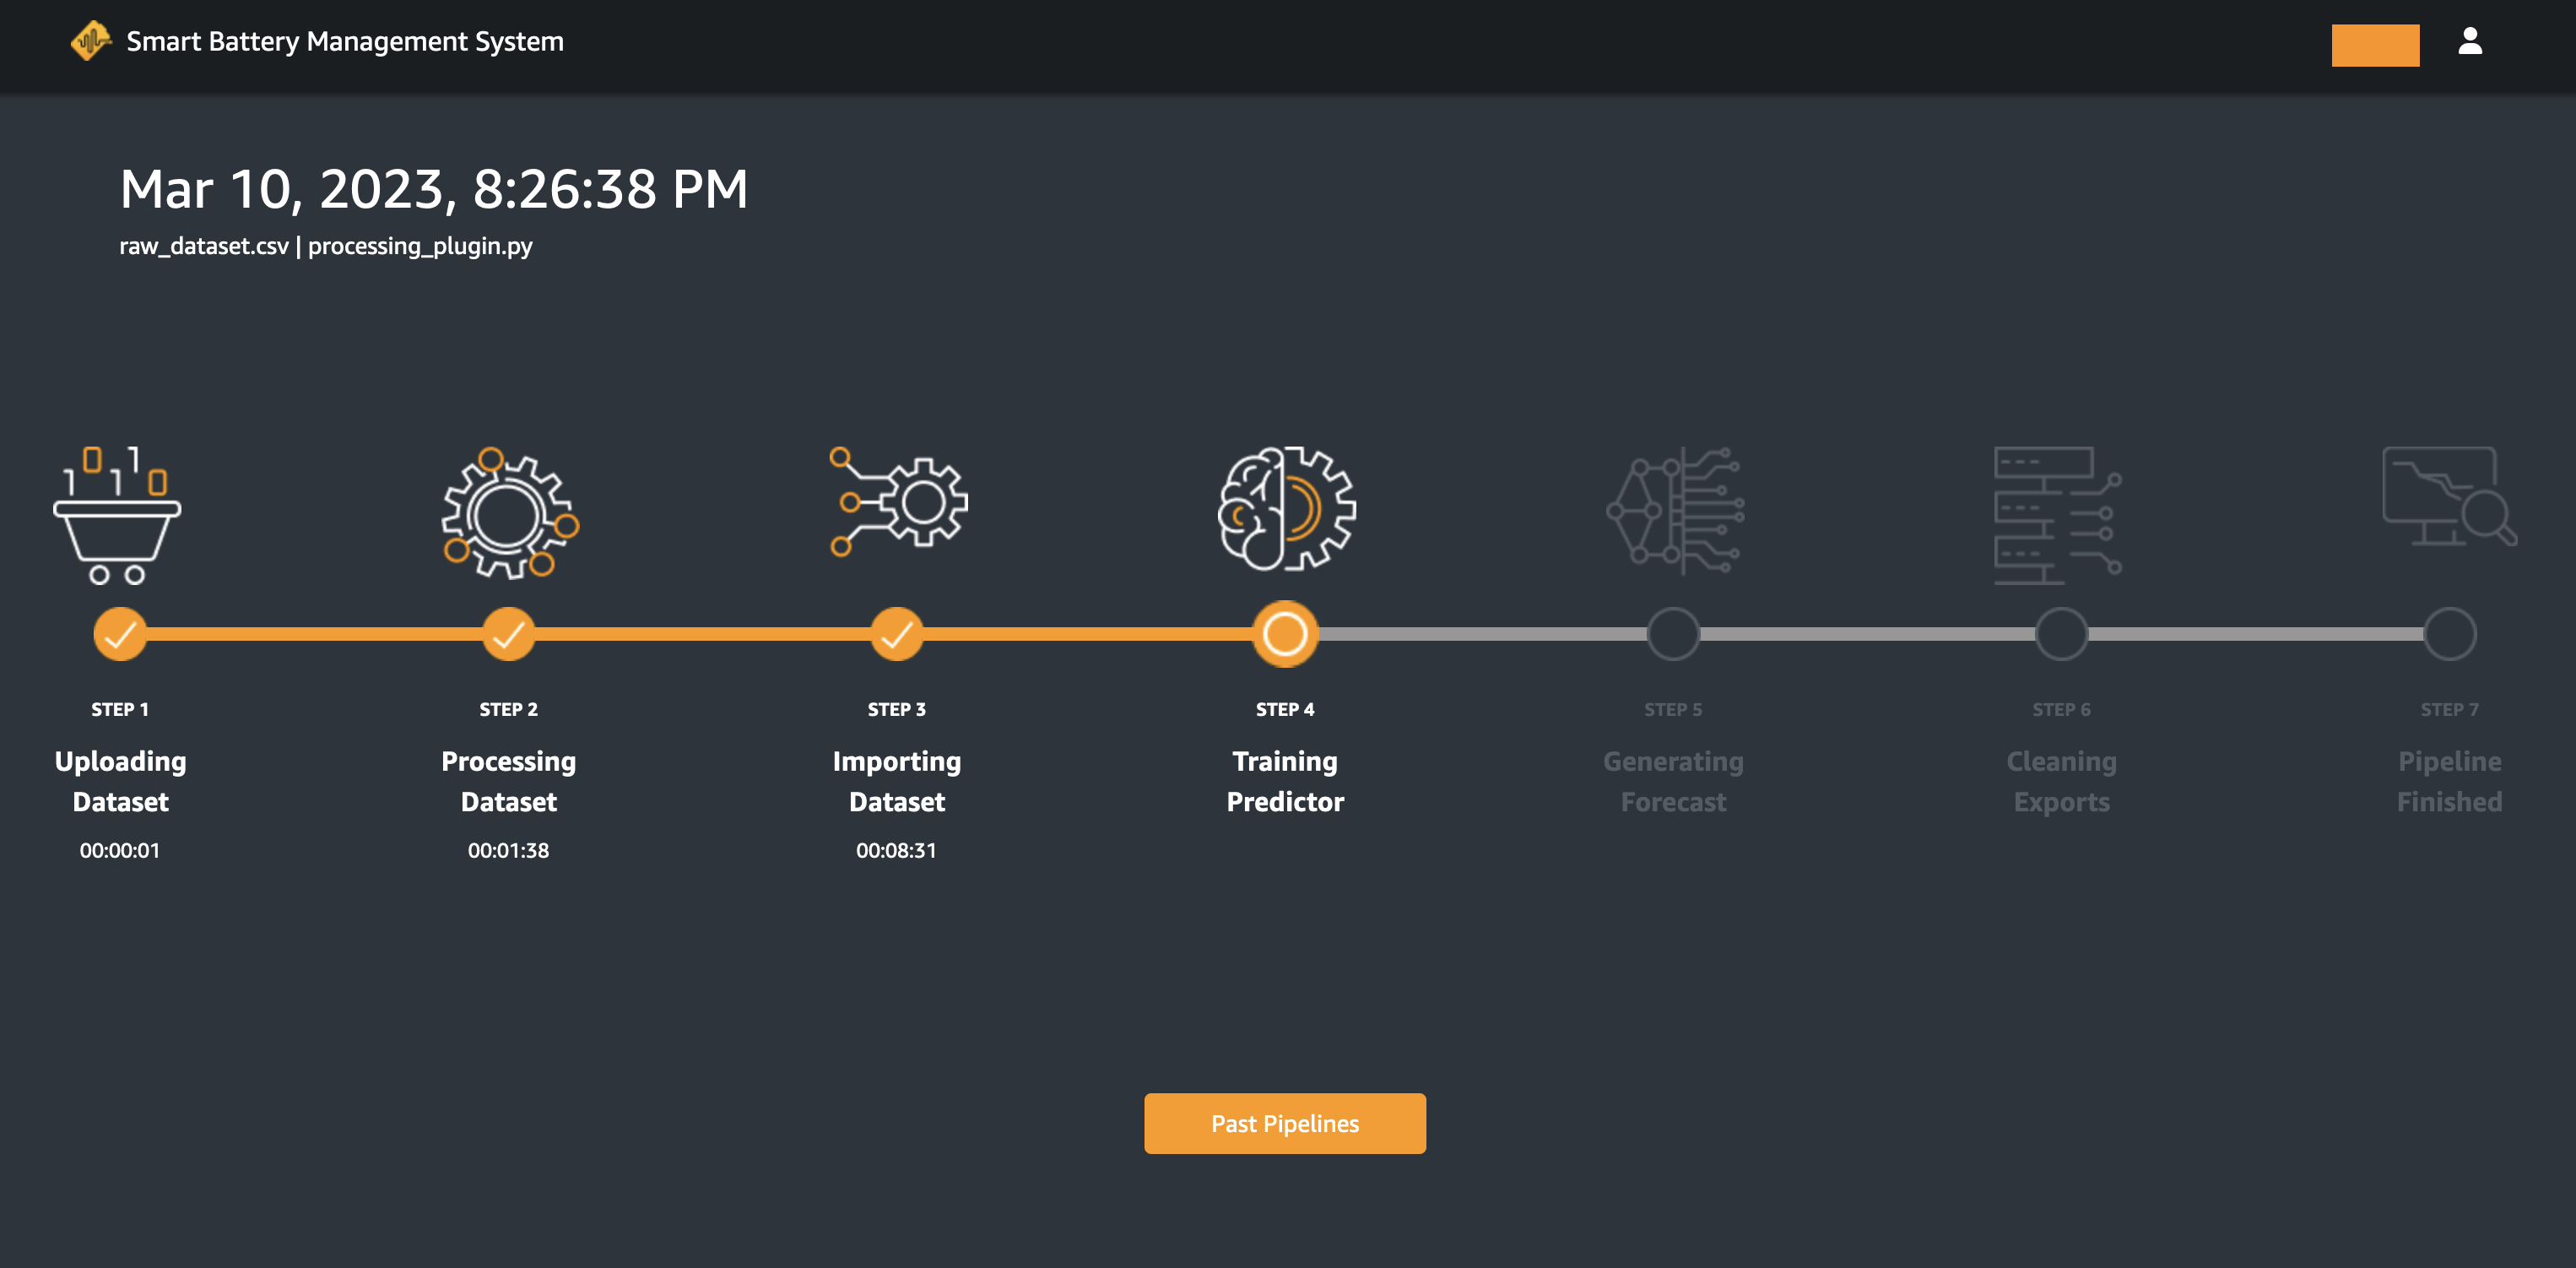 Smart Battery Management System
Mar 10, 2023, 8:26:38 PM
raw_dataset.csv | processing_plugin.py
STEP 1
Uploading
Dataset
00:00:01
STEP 2
Processing
Dataset
00:01:38
STEP 3
Importing
Dataset
00:08:31
STEP 4
Training
Predictor
STEP 5
Generating
Forecast
STEP 6
Cleaning
Exports
STEP 7
Pipeline
Finished
Past Pipelines